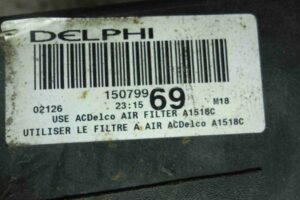 DELPHI
150799 69
02126 23:15 M18
USE ACDelco AIR FILTER A1518C
UTILISER LE FILTRE A AIR ACDelco A1518C